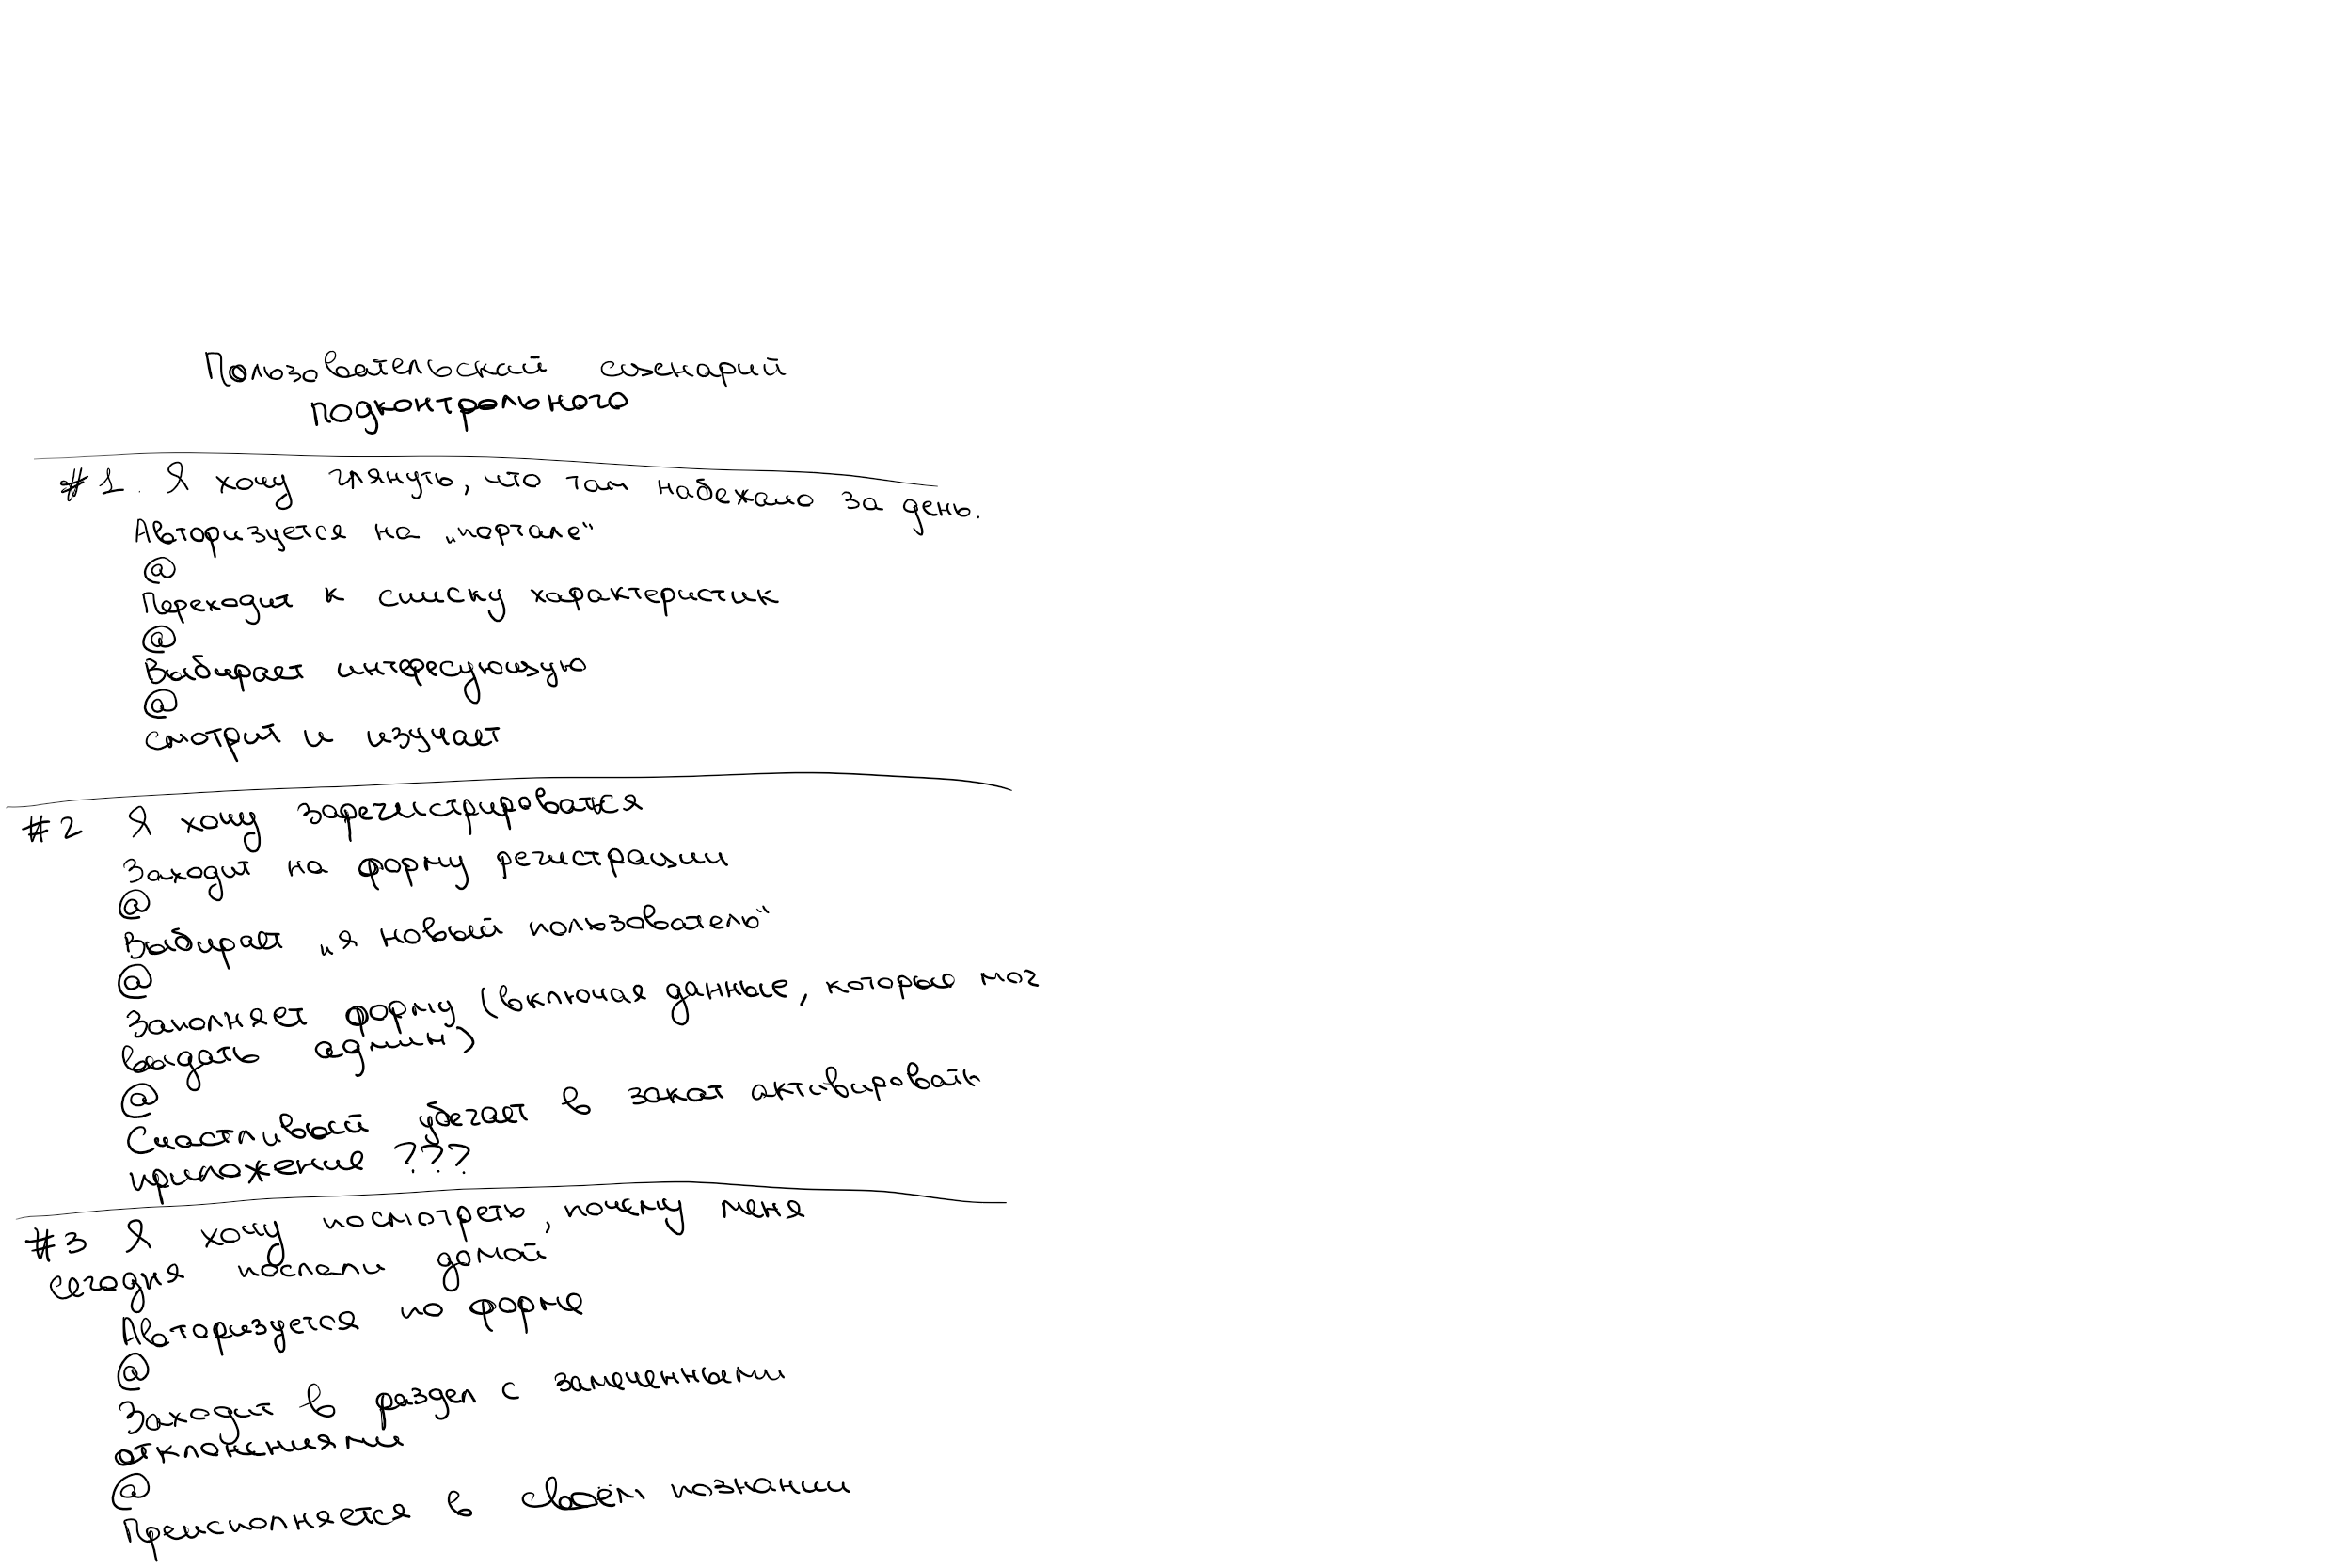 Пользовательский сценарий
подконтрольного
#1. Я хочу глянуть, что там набежало за день.
Авторизуется на „портале“
@
Переходит к списку характеристик
@
Выбирает интересующую
@
смотрит и изучает
#2 Я хочу зарегистрироваться
Заходит на форму регистрации
@
Выбирает „я новый пользователь“
@
Заполняет форму (включая данные, которые мог
выдать админ)
@
Счастливый убегает в закат активировать
приложение ???
#3 Я хочу посмотреть, почему меня
сегодня послали домой
Авторизуется по форме
@
Заходит в раздел с замеченными
отклонениями
@
Преисполняется в своём познании